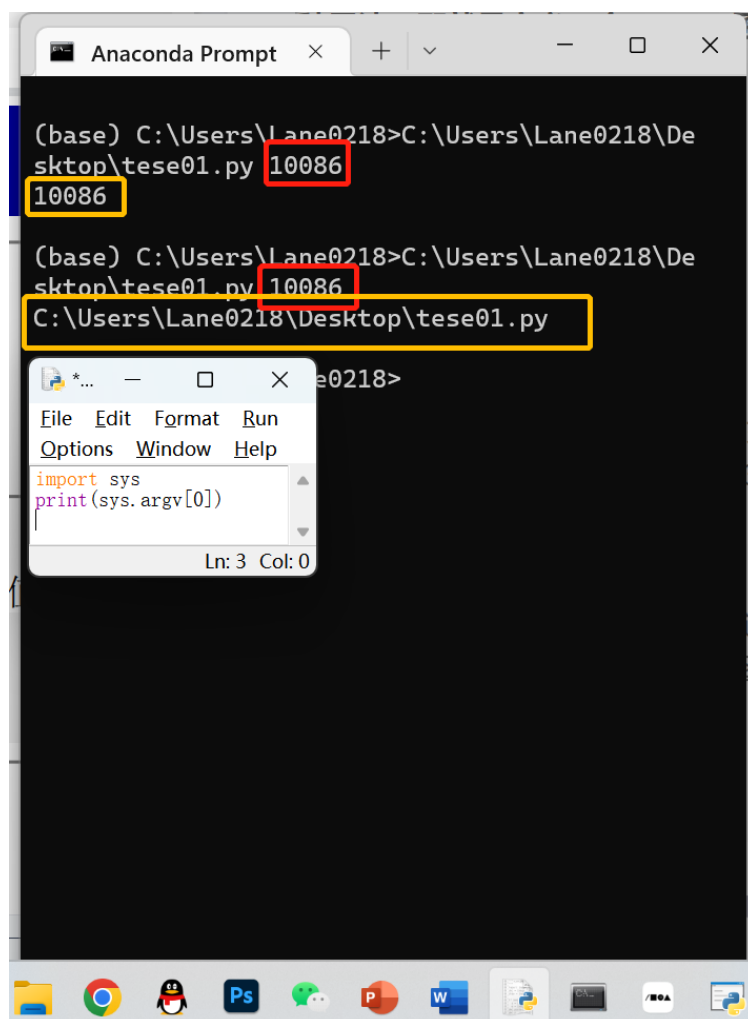 Anaconda Prompt
(base) C:\Users\Lane0218>C:\Users\Lane0218\De
sktop\tese01.py 10086
10086
(base) C:\Users\Lane0218>C:\Users\Lane0218\De
sktop\tese01.py 10086
C:\Users\Lane0218\Desktop\tese01.py
e0218>
*...
File Edit Format Run
Options Window Help
import sys
print(sys.argv[0])
Ln: 3 Col: 0
Ps
P
W